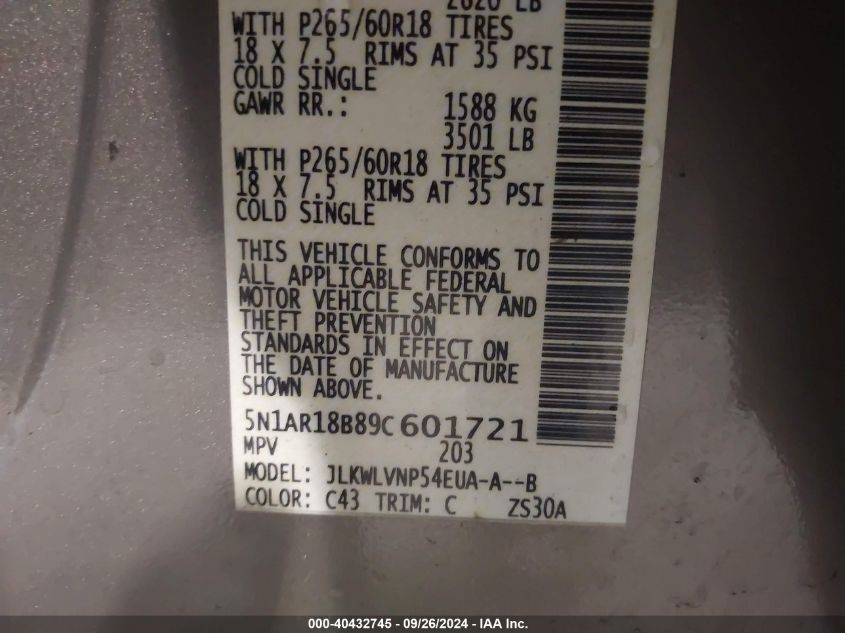 2820 LB
WITH P265/60R18 TIRES
18 X 7.5 RIMS AT 35 PSI
COLD SINGLE
GAWR RR.: 1588 KG
3501 LB
WITH P265/60R18 TIRES
18 X 7.5 RIMS AT 35 PSI
COLD SINGLE
THIS VEHICLE CONFORMS TO
ALL APPLICABLE FEDERAL
MOTOR VEHICLE SAFETY AND
THEFT PREVENTION
STANDARDS IN EFFECT ON
THE DATE OF MANUFACTURE
SHOWN ABOVE.
5N1AR18B89C601721
MPV 203
MODEL: JLKWLVNP54EUA-A--B
COLOR: C43 TRIM: C ZS30A
000-40432745 - 09/26/2024 - IAA Inc.